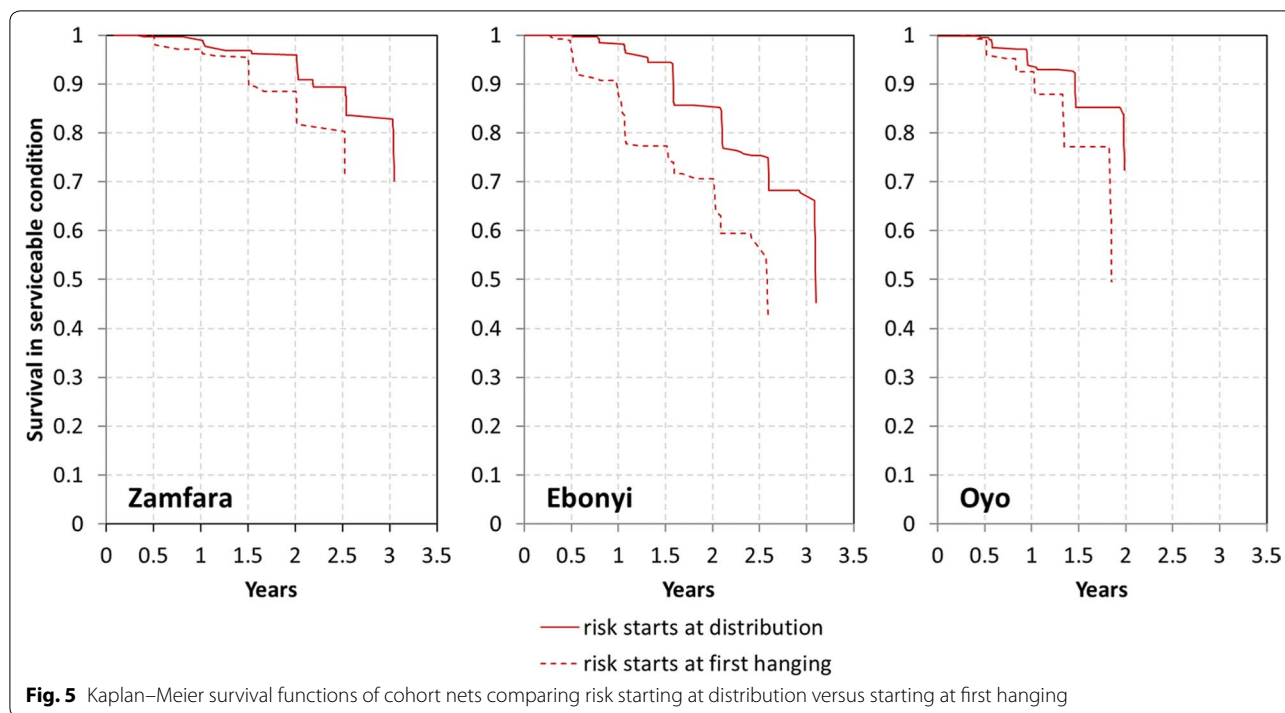 Survival in serviceable condition
1
0.9
0.8
0.7
0.6
0.5
0.4
0.3
0.2
0.1
0
Zamfara
0 0.5 1 1.5 2 2.5 3 3.5
Years
1
0.9
0.8
0.7
0.6
0.5
0.4
0.3
0.2
0.1
0
Ebonyi
0 0.5 1 1.5 2 2.5 3 3.5
Years
1
0.9
0.8
0.7
0.6
0.5
0.4
0.3
0.2
0.1
0
Oyo
0 0.5 1 1.5 2 2.5 3 3.5
Years
risk starts at distribution
risk starts at first hanging
Fig. 5 Kaplan–Meier survival functions of cohort nets comparing risk starting at distribution versus starting at first hanging